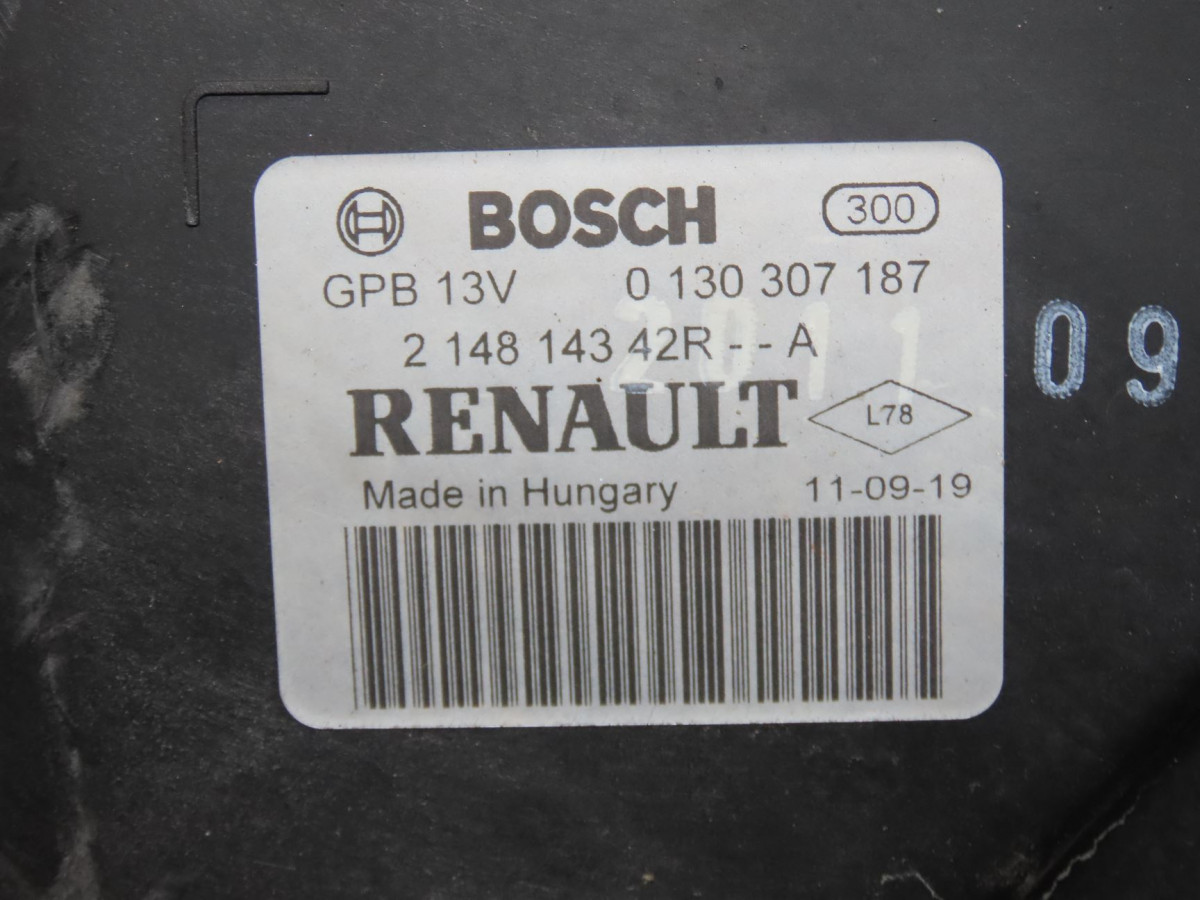 BOSCH 300
GPB 13V 0 130 307 187
2 148 143 42R - - A
2011 09
RENAULT L78
Made in Hungary 11-09-19